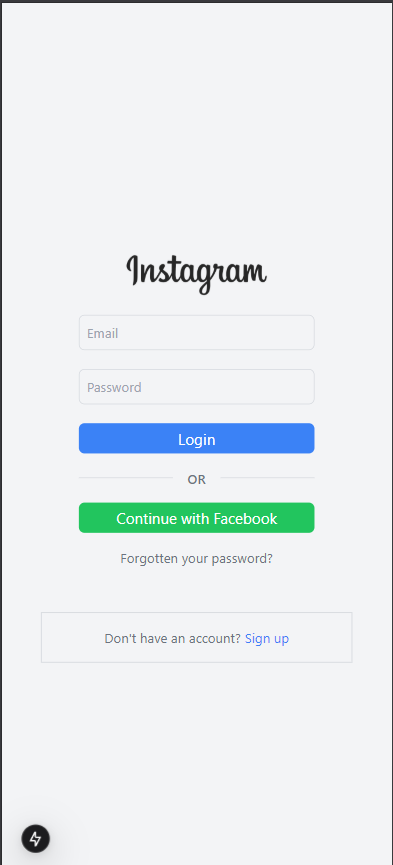 Instagram
Email
Password
Login
OR
Continue with Facebook
Forgotten your password?
Don't have an account? Sign up